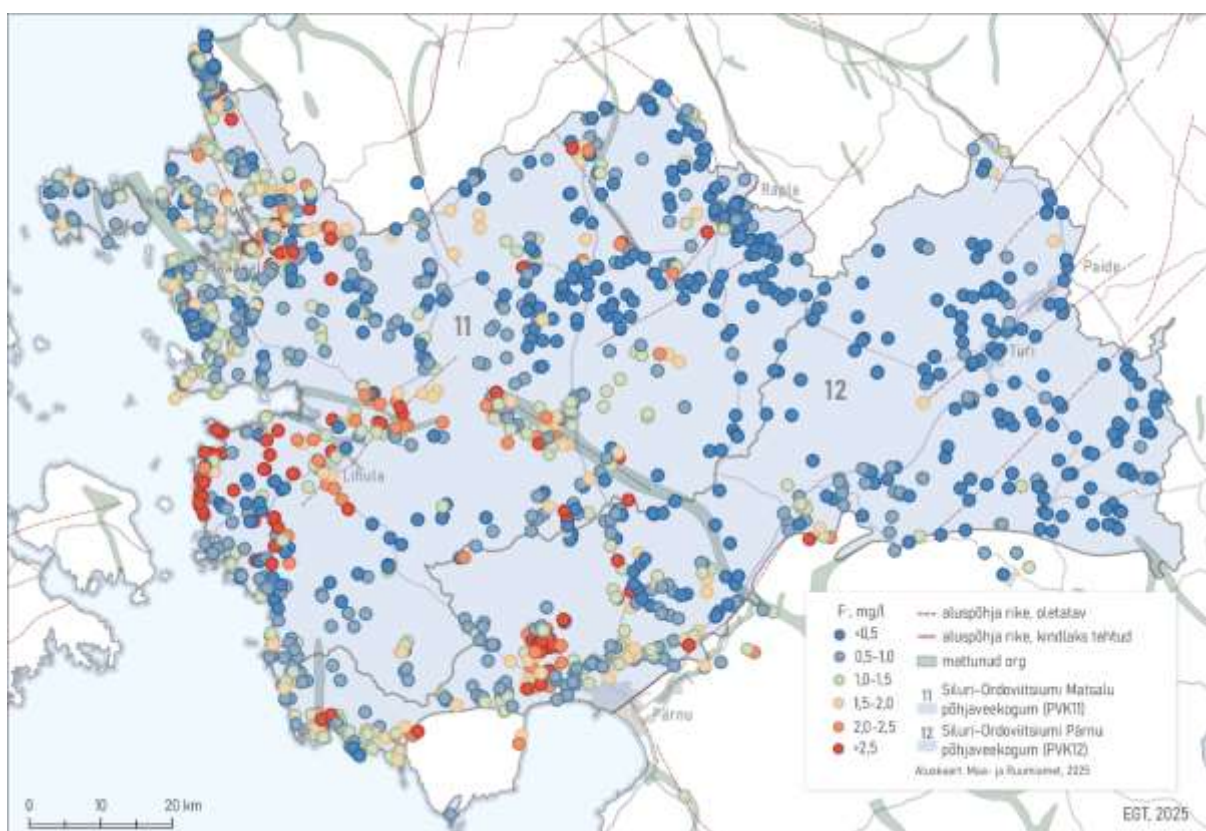 Rapla
Paide
11
12
Türi
Lihula
Pärnu
F⁻, mg/l
<0,5
0,5-1,0
1,0-1,5
1,5-2,0
2,0-2,5
>2,5
aluspõhja rike, oletatav
aluspõhja rike, kindlaks tehtud
mattunud org
11 Siluri-Ordoviitsiumi Matsalu
põhjaveekogum (PVK11)
12 Siluri-Ordoviitsiumi Pärnu
põhjaveekogum (PVK12)
Aluskaart: Maa- ja Ruumiamet, 2025
0 10 20 km
EGT, 2025